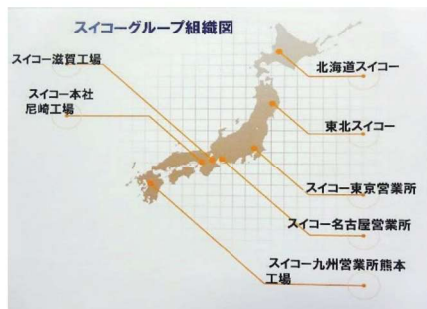 スイコーグループ組織図
スイコー滋賀工場
スイコー本社
尼崎工場
北海道スイコー
東北スイコー
スイコー東京営業所
スイコー名古屋営業所
スイコー九州営業所熊本
工場